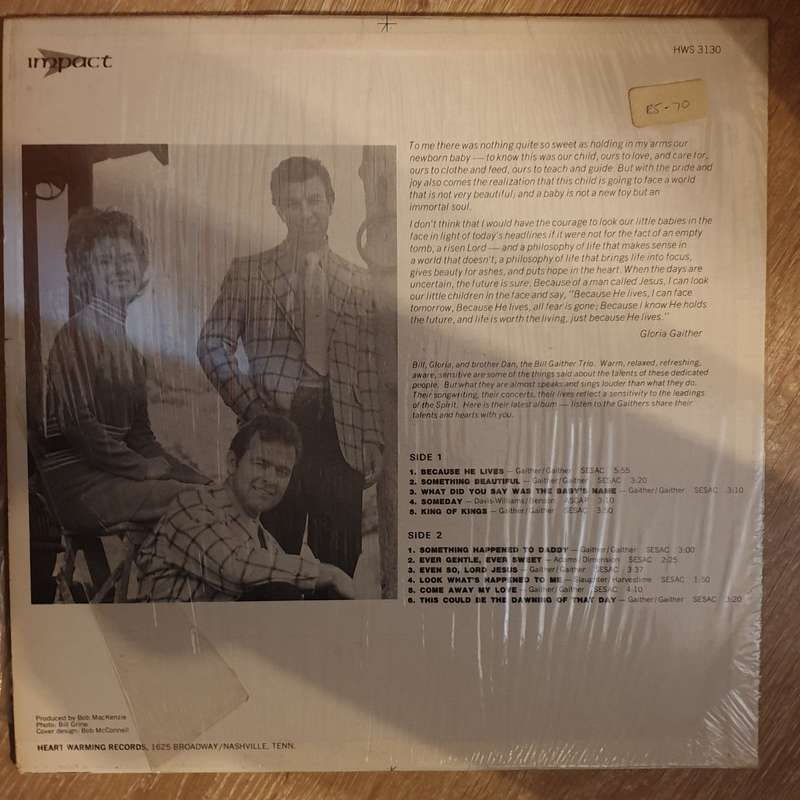 impact
HWS 3130
R5-70
To me there was nothing quite so sweet as holding in my arms our
newborn baby — to know this was our child, ours to love, and care for,
ours to clothe and feed, ours to teach and guide. But with the pride and
joy also comes the realization that this child is going to face a world
that is not very beautiful, and a baby is not a new toy but an
immortal soul.
I don't think that I would have the courage to look our little babies in the
face in light of today's headlines if it were not for the fact of an empty
tomb, a risen Lord — and a philosophy of life that makes sense in
a world that doesn't, a philosophy of life that brings life into focus,
gives beauty for ashes, and puts hope in the heart. When the days are
uncertain, the future is sure. Because of a man called Jesus, I can look
our little children in the face and say, "Because He lives, I can face
tomorrow, Because He lives, all fear is gone; Because I know He holds
the future, and life is worth the living, just because He lives."
Gloria Gaither
Bill, Gloria, and brother Dan, the Bill Gaither Trio. Warm, relaxed, refreshing,
aware, sensitive are some of the things said about the talents of these dedicated
people. But what they are almost speaks and sings louder than what they do.
Their songwriting, their concerts, their lives reflect a sensitivity to the leadings
of the Spirit. Here is their latest album — listen to the Gaithers share their
talents and hearts with you.
SIDE 1
1. BECAUSE HE LIVES — Gaither/Gaither SESAC 5:55
2. SOMETHING BEAUTIFUL — Gaither/Gaither SESAC 3:20
3. WHAT DID YOU SAY WAS THE BABY'S NAME — Gaither/Gaither SESAC 3:10
4. SOMEDAY — Davis-Williams/Benson ASCAP 3:10
5. KING OF KINGS — Gaither/Gaither SESAC 3:50
SIDE 2
1. SOMETHING HAPPENED TO DADDY — Gaither/Gaither SESAC 3:00
2. EVER GENTLE, EVER SWEET — Adams/Dimension SESAC 2:25
3. EVEN SO, LORD JESUS — Gaither/Gaither SESAC 3:37
4. LOOK WHAT'S HAPPENED TO ME — Slaughter/Harvestime SESAC 1:50
5. COME AWAY MY LOVE — Gaither/Gaither SESAC 4:10
6. THIS COULD BE THE DAWNING OF THAT DAY — Gaither/Gaither SESAC 3:20
Produced by Bob MacKenzie
Photo: Bill Grine
Cover design: Bob McConnell
HEART WARMING RECORDS, 1625 BROADWAY/NASHVILLE, TENN.